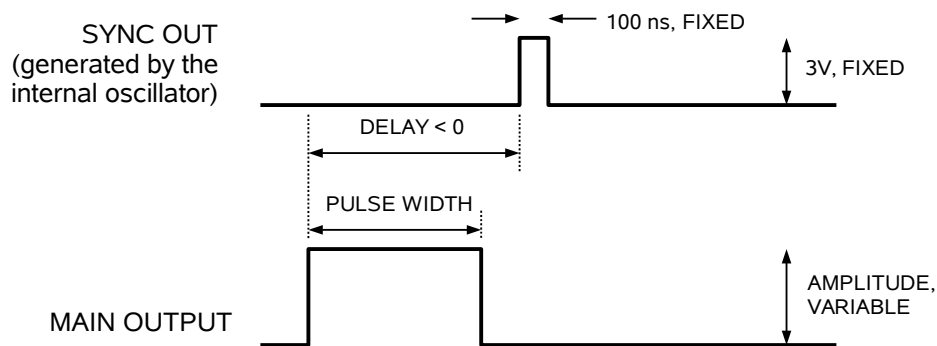 SYNC OUT
(generated by the
internal oscillator)
100 ns, FIXED
3V, FIXED
DELAY < 0
PULSE WIDTH
AMPLITUDE,
VARIABLE
MAIN OUTPUT